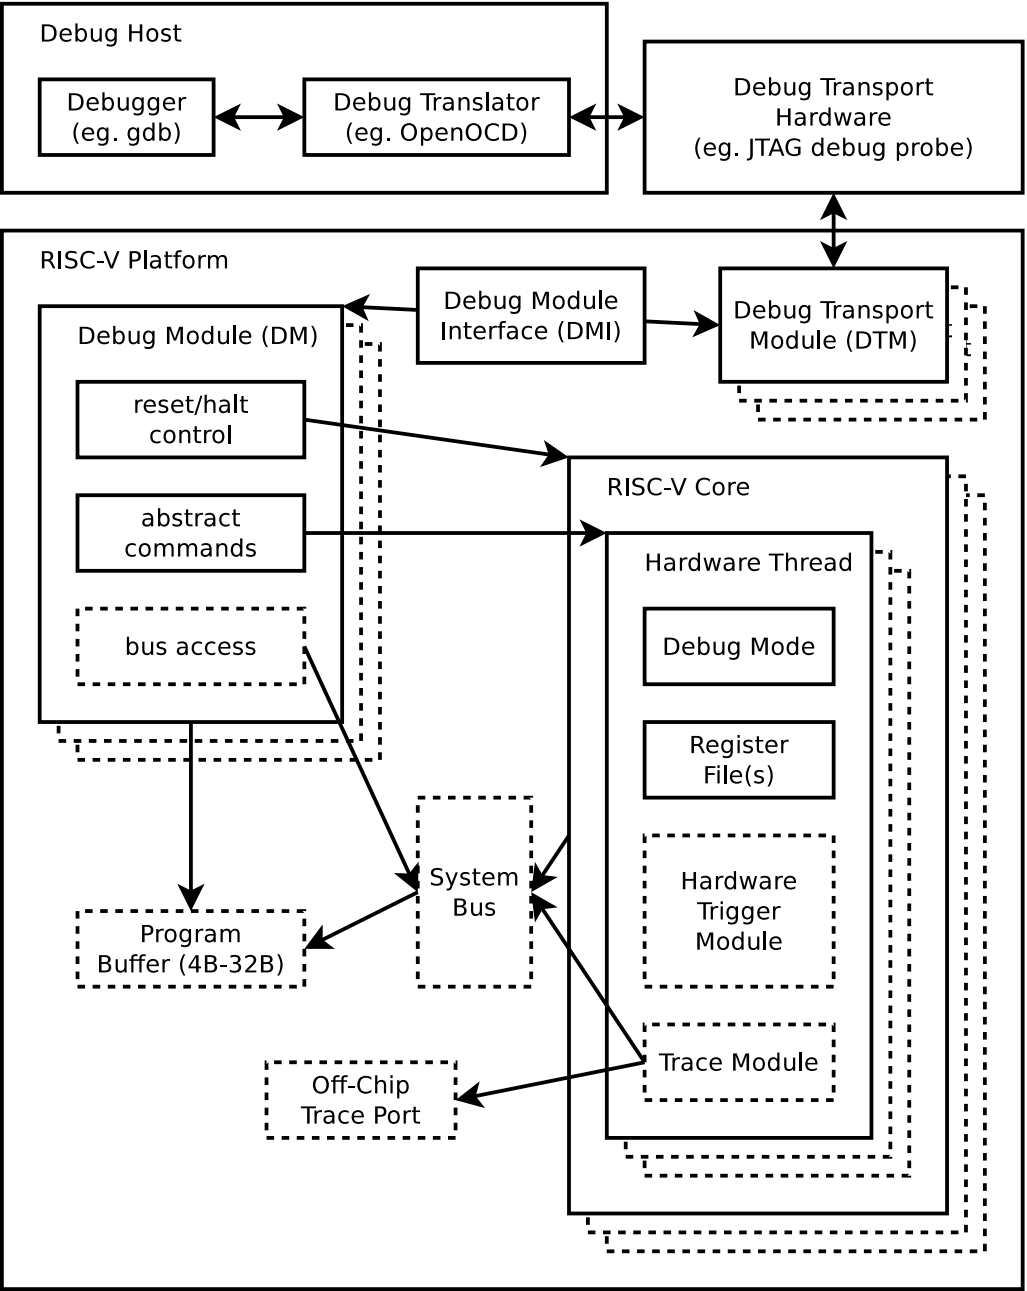 Debug Host
Debugger
(eg. gdb)
Debug Translator
(eg. OpenOCD)
Debug Transport
Hardware
(eg. JTAG debug probe)
RISC-V Platform
Debug Module
Interface (DMI)
Debug Transport
Module (DTM)
Debug Module (DM)
reset/halt
control
abstract
commands
bus access
RISC-V Core
Hardware Thread
Debug Mode
Register
File(s)
Hardware
Trigger
Module
Trace Module
System
Bus
Program
Buffer (4B-32B)
Off-Chip
Trace Port